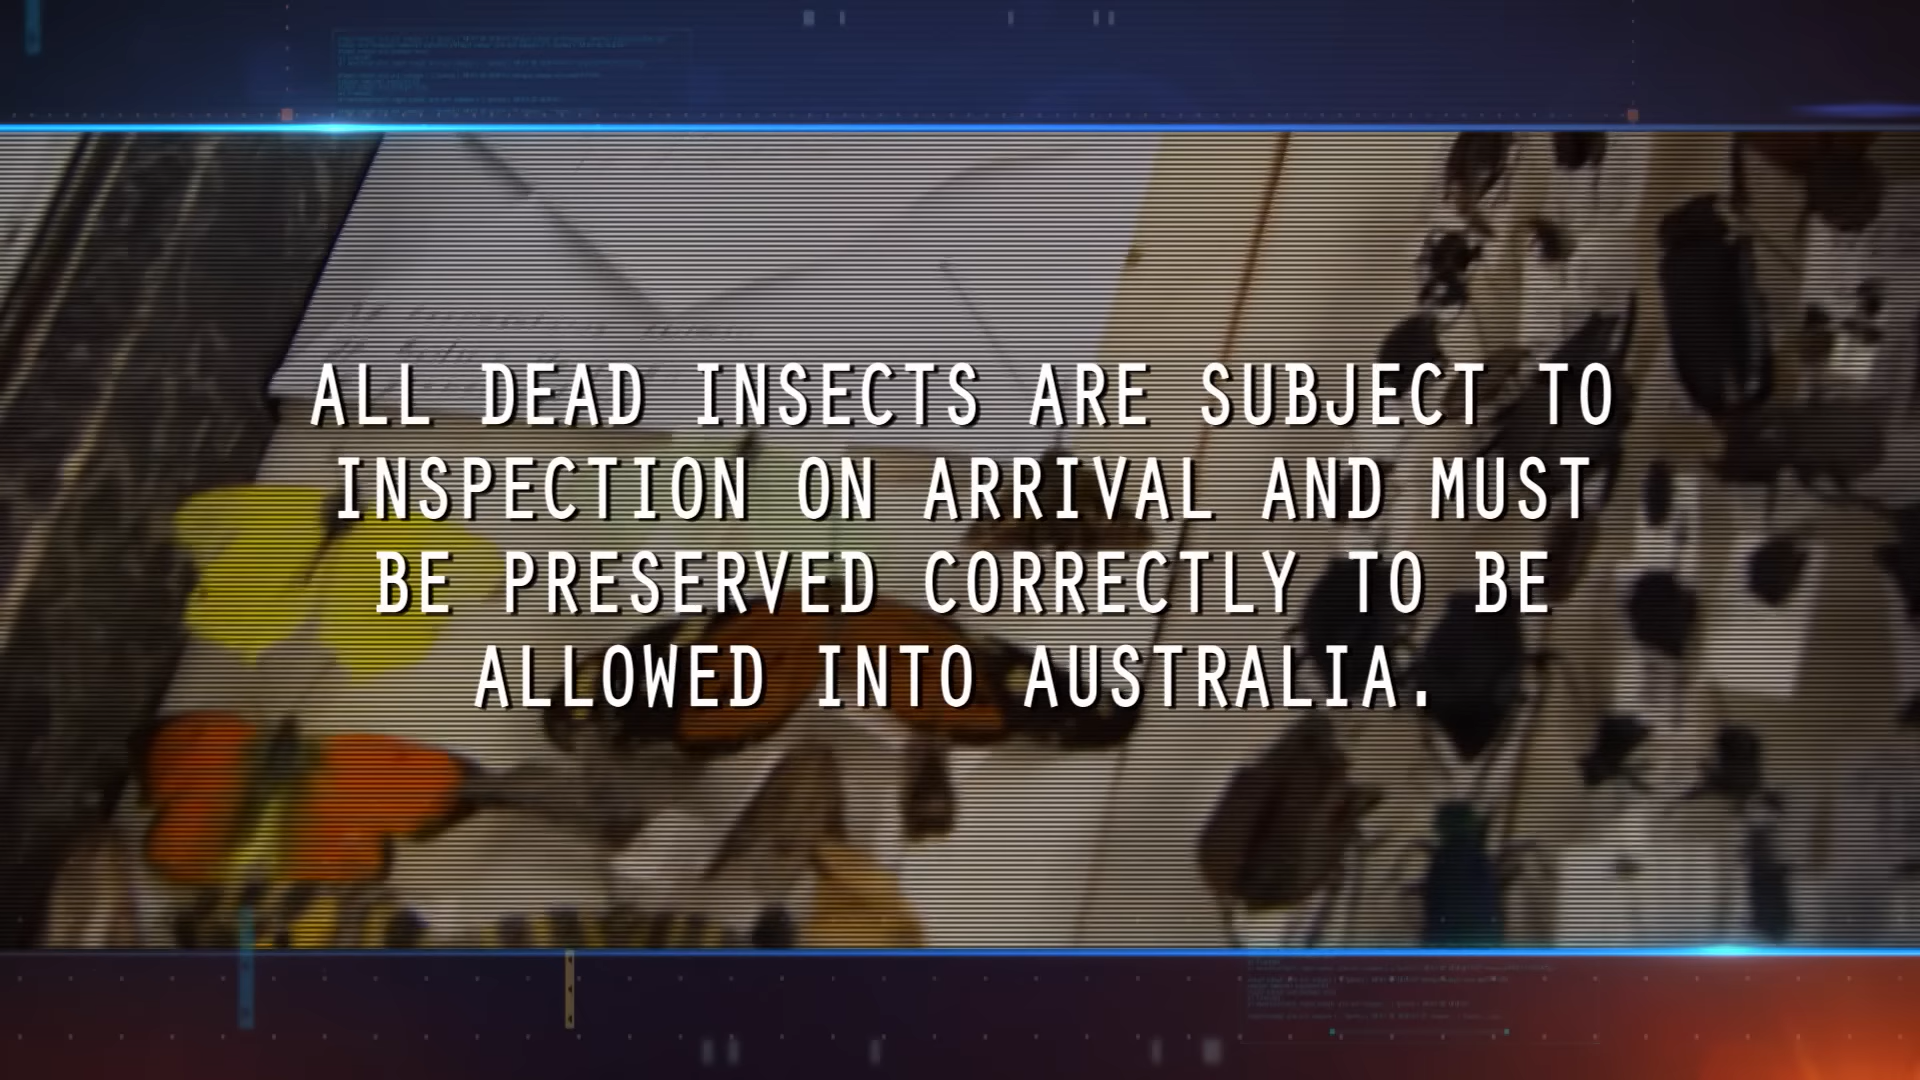 ALL DEAD INSECTS ARE SUBJECT TO
INSPECTION ON ARRIVAL AND MUST
BE PRESERVED CORRECTLY TO BE
ALLOWED INTO AUSTRALIA.